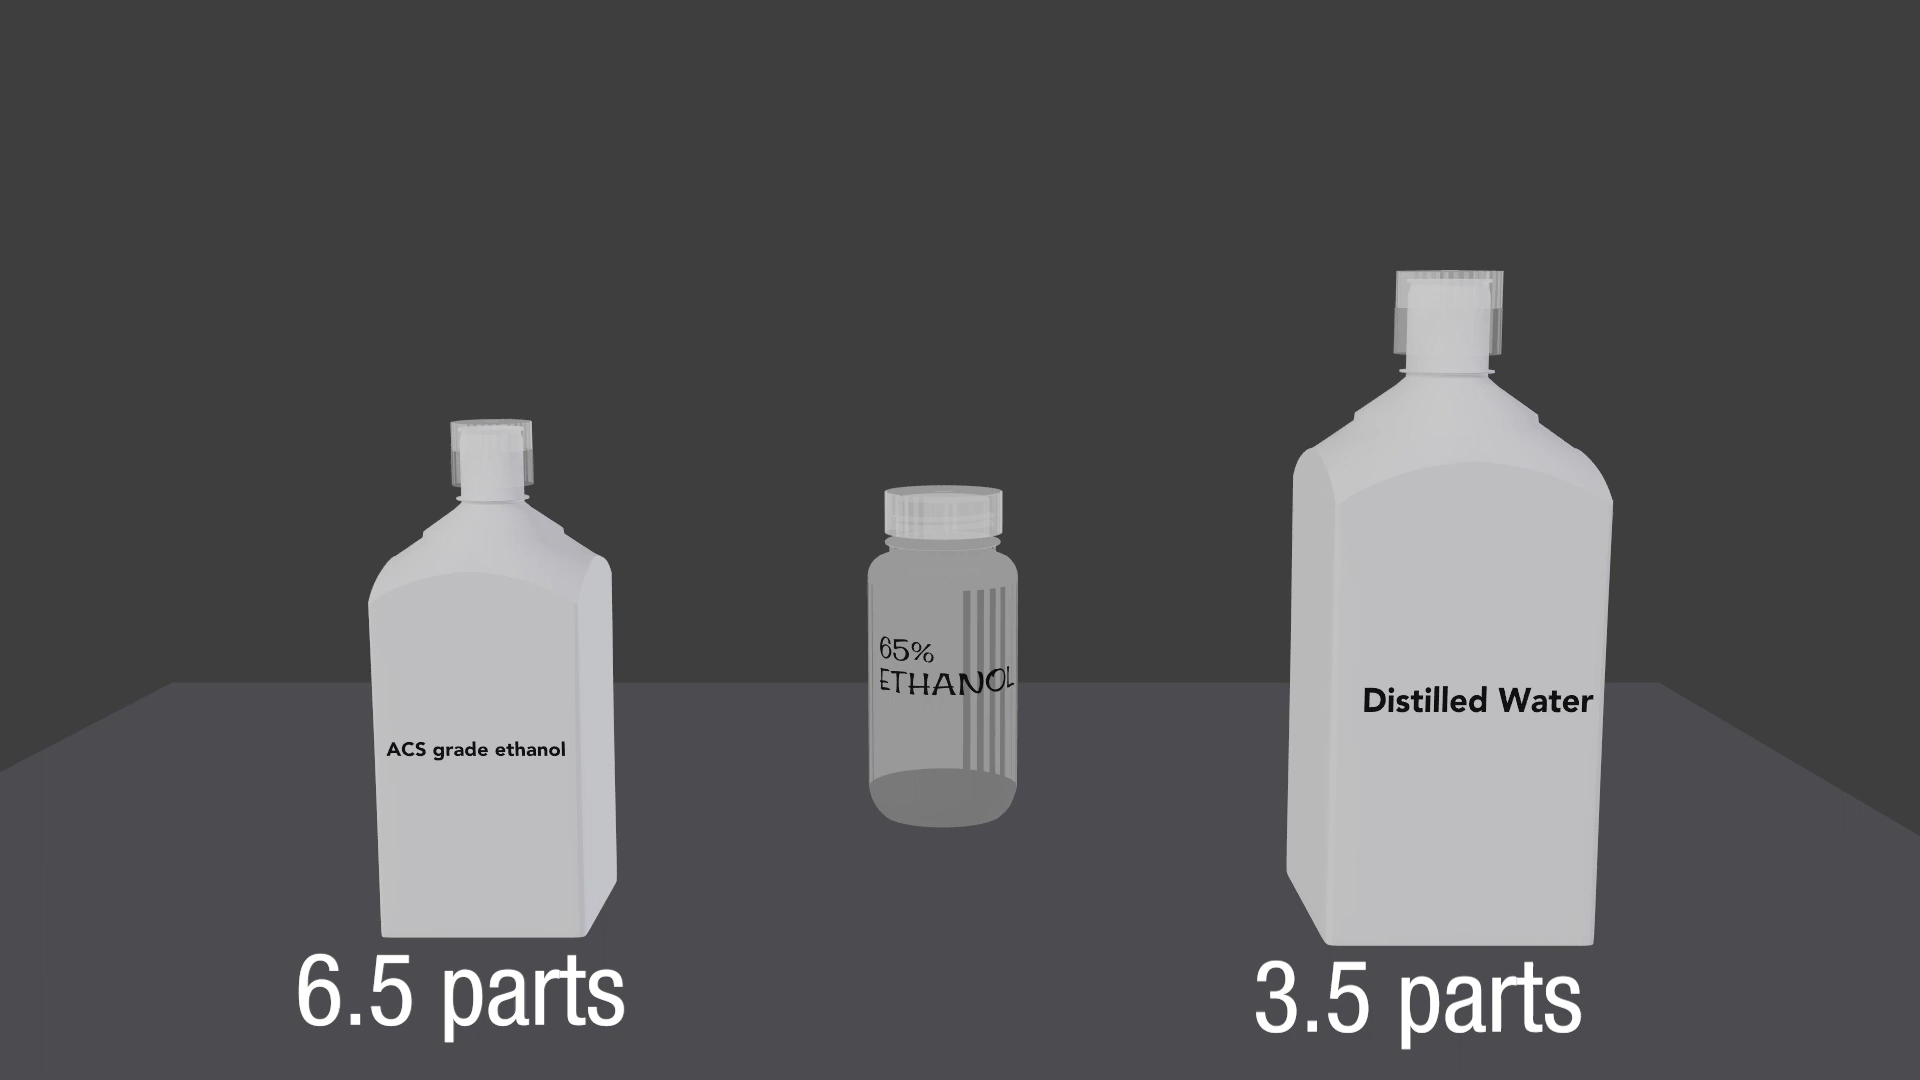 65%
ETHANOL
ACS grade ethanol
Distilled Water
6.5 parts
3.5 parts